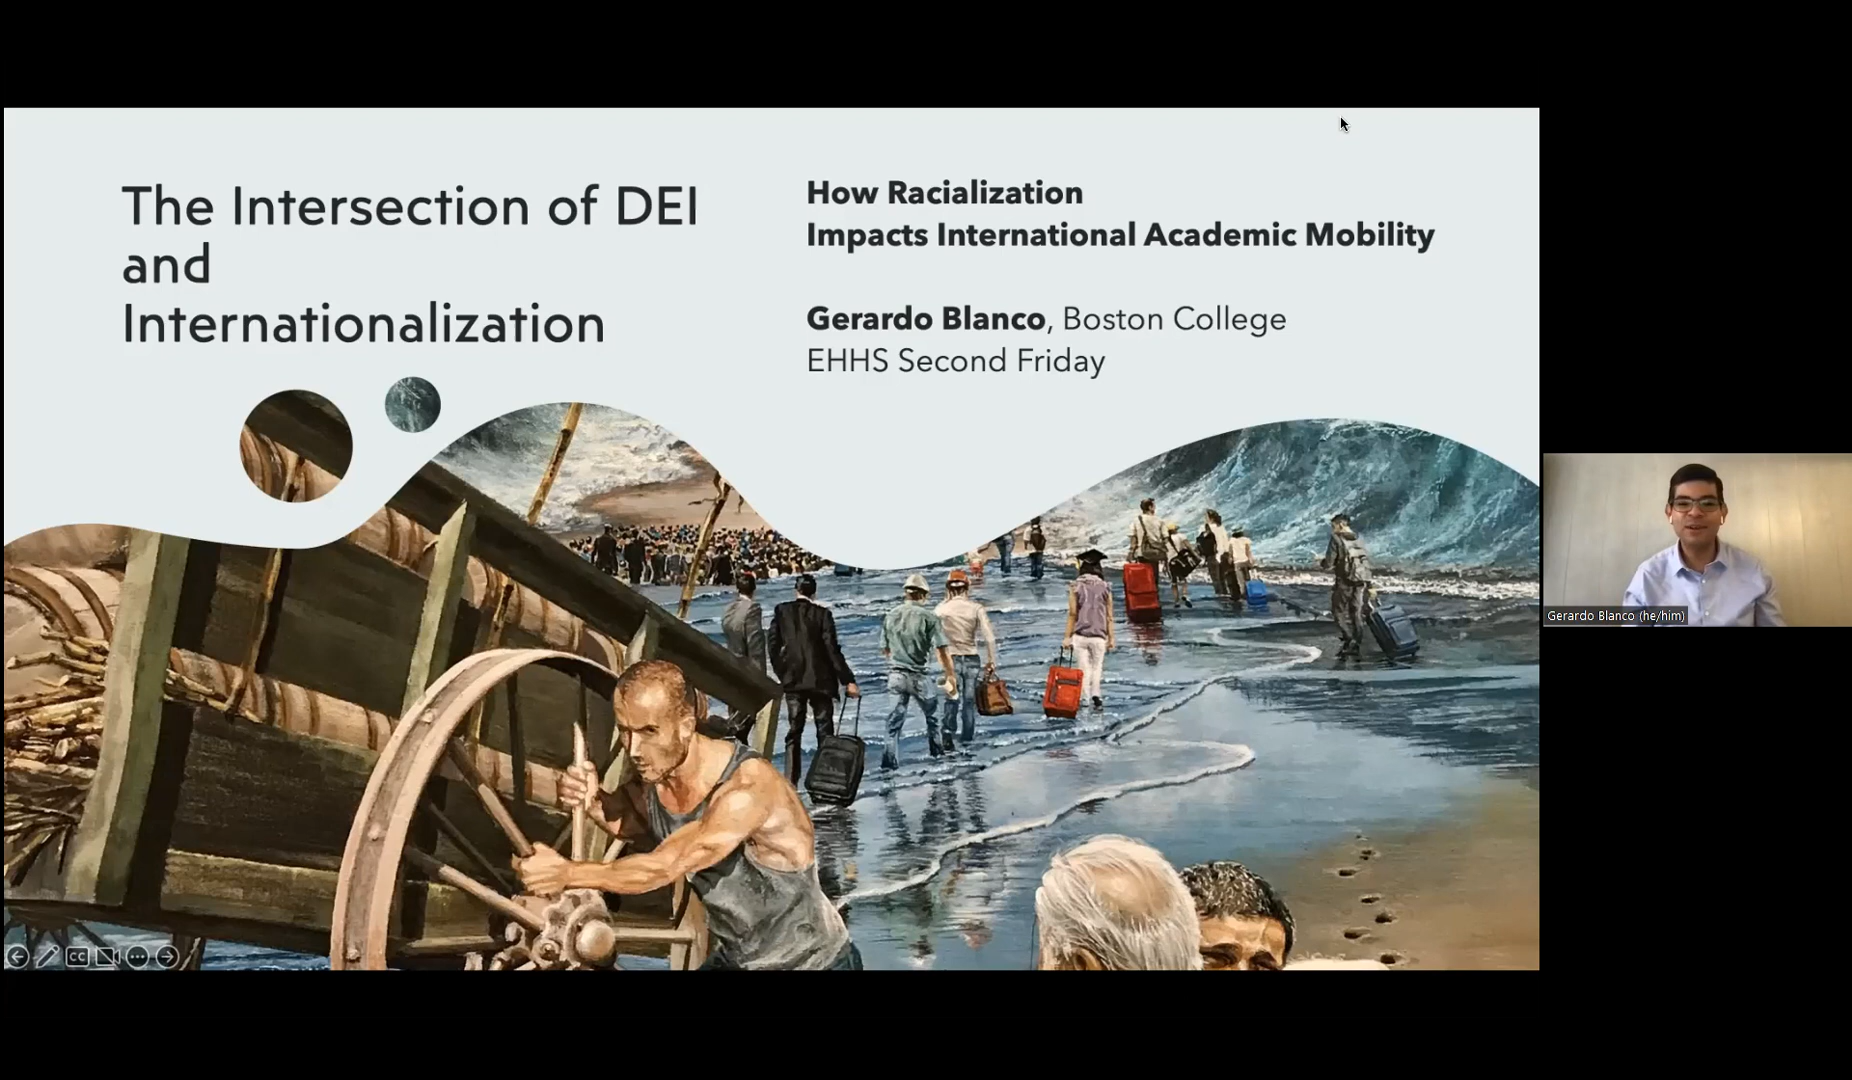 The Intersection of DEI
and
Internationalization
How Racialization
Impacts International Academic Mobility
Gerardo Blanco, Boston College
EHHS Second Friday
Gerardo Blanco (he/him)
CC